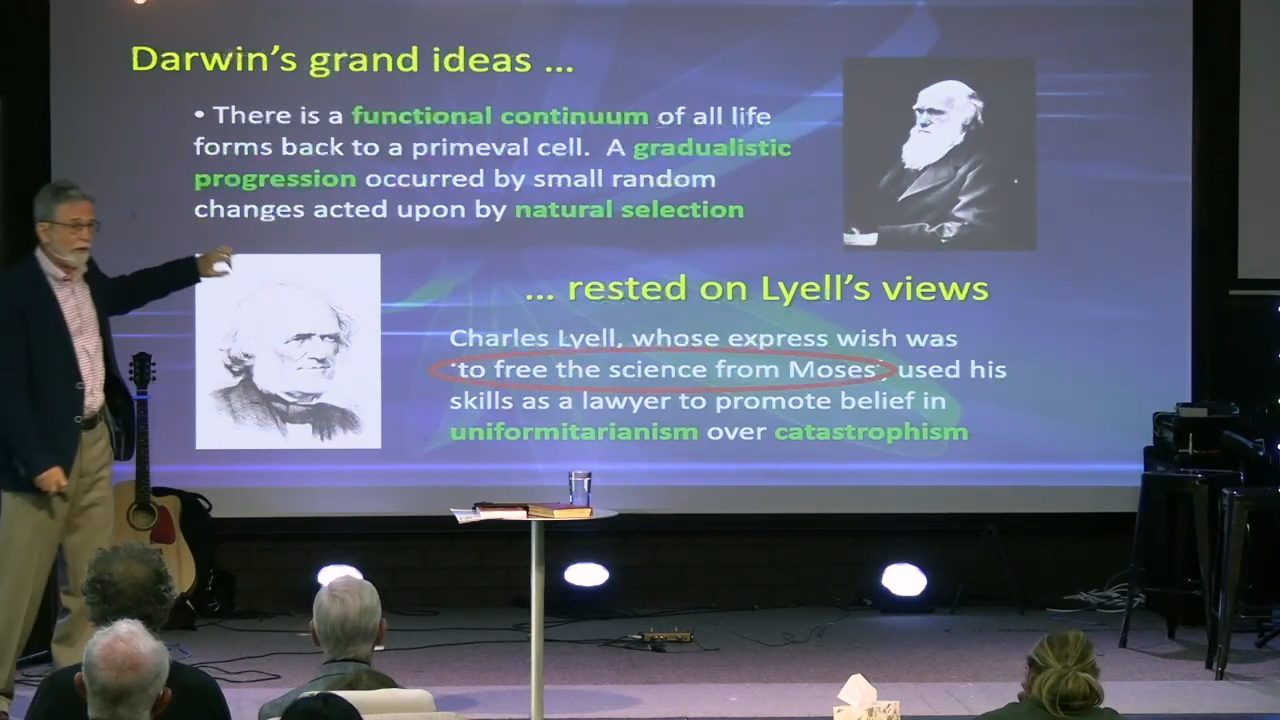 Darwin's grand ideas ...
• There is a functional continuum of all life
forms back to a primeval cell. A gradualistic
progression occurred by small random
changes acted upon by natural selection
... rested on Lyell's views
Charles Lyell, whose express wish was
'to free the science from Moses', used his
skills as a lawyer to promote belief in
uniformitarianism over catastrophism